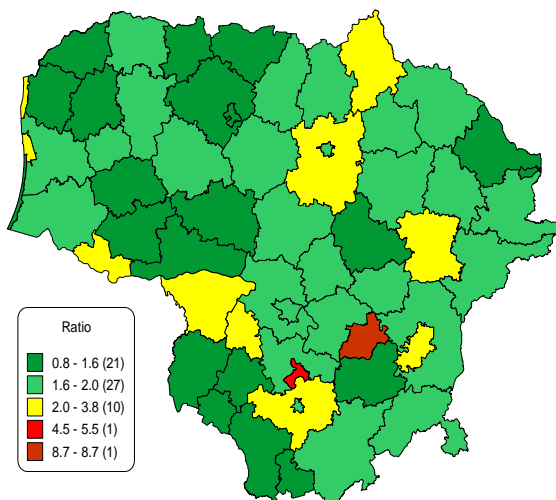 Ratio
0.8 - 1.6 (21)
1.6 - 2.0 (27)
2.0 - 3.8 (10)
4.5 - 5.5 (1)
8.7 - 8.7 (1)